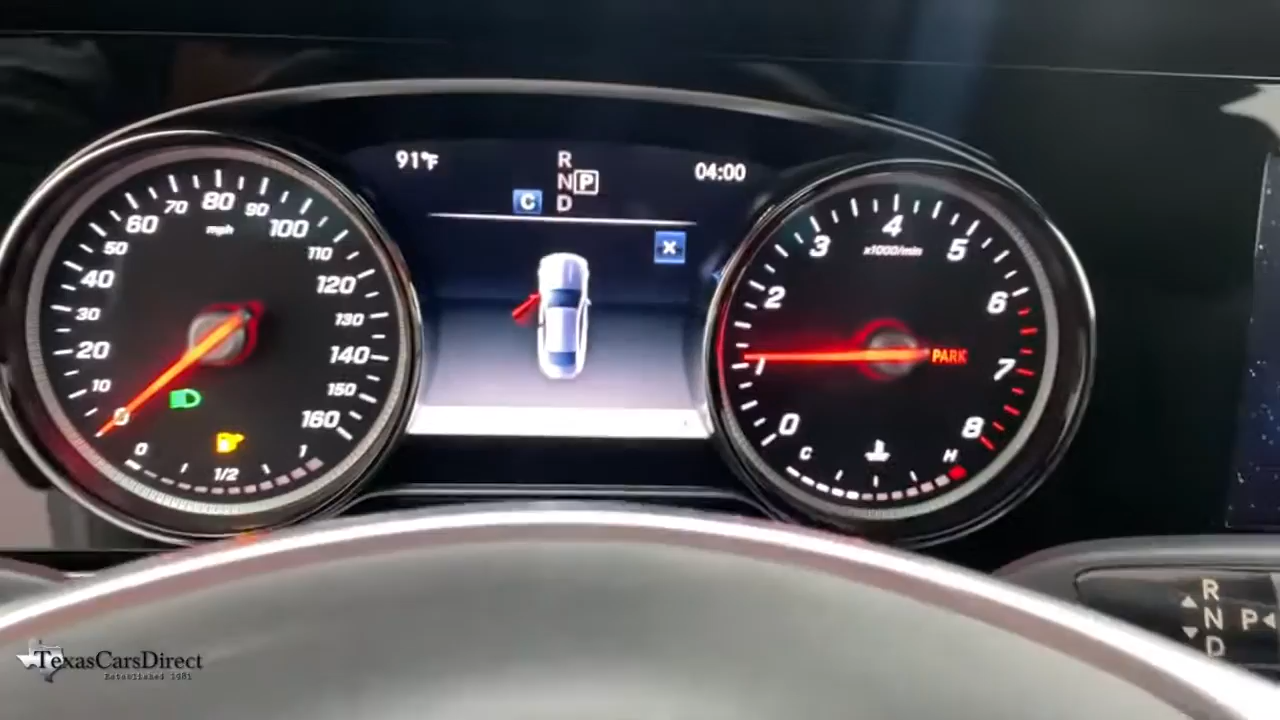 91°F
R
N P
D
C
04:00
0
10
20
30
40
50
60
70
80
90
100
110
120
130
140
150
160
mph
0
1/2
1
0
1
2
3
4
5
6
7
8
x1000/min
PARK
C
H
R
N P
D
TexasCarsDirect
Established 1981